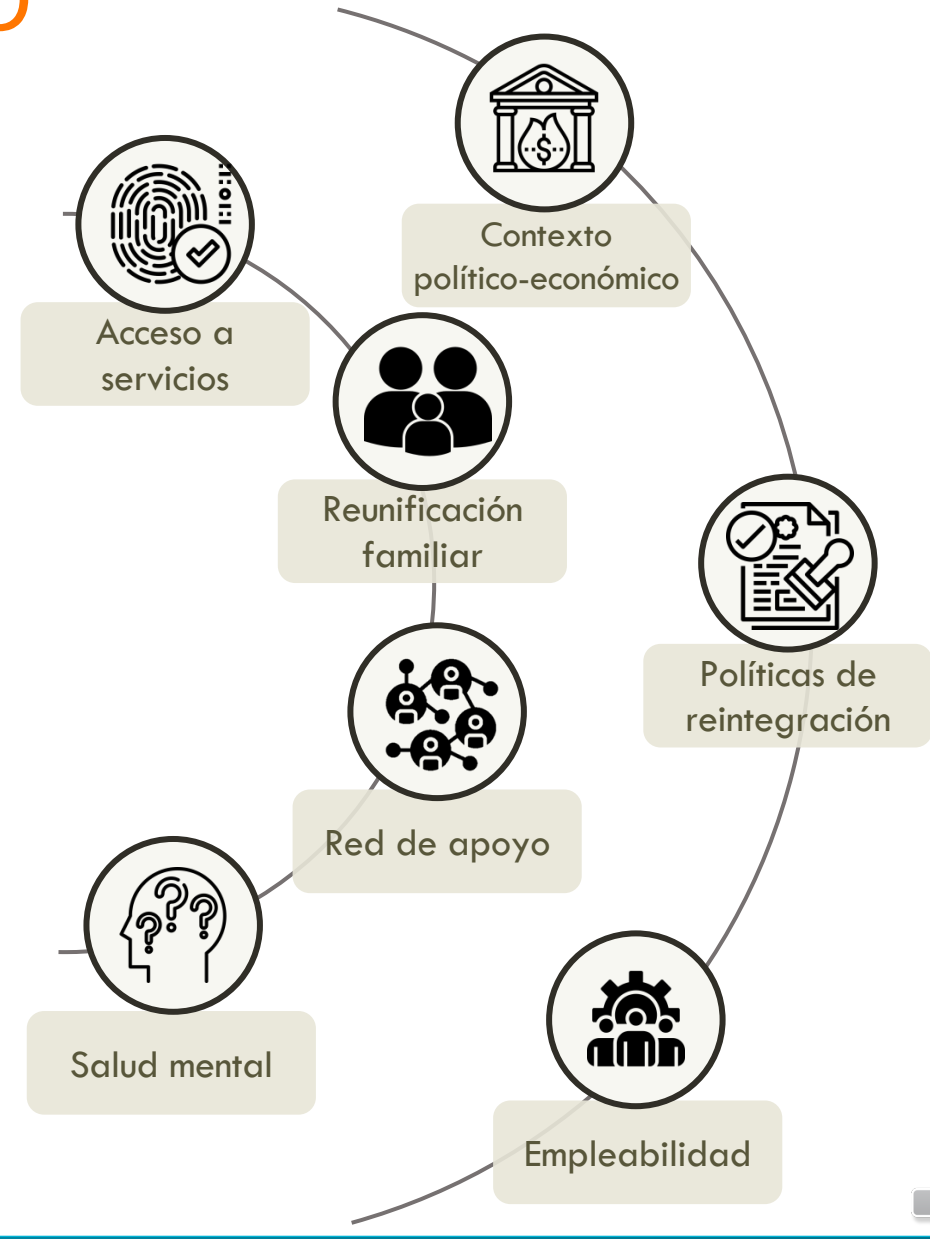 Contexto
político-económico
Acceso a
servicios
Reunificación
familiar
Políticas de
reintegración
Red de apoyo
Salud mental
Empleabilidad